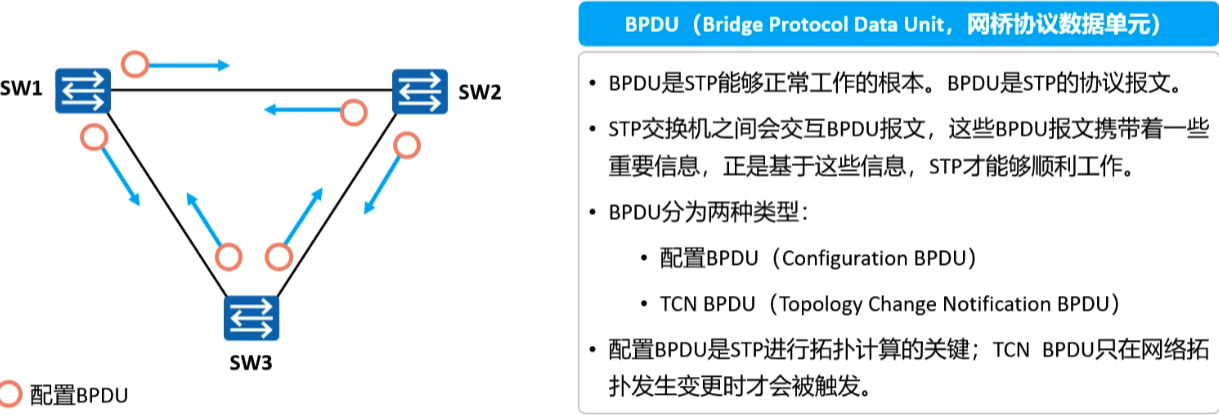 SW1
SW2
SW3
配置BPDU
BPDU（Bridge Protocol Data Unit，网桥协议数据单元）
• BPDU是STP能够正常工作的根本。BPDU是STP的协议报文。
• STP交换机之间会交互BPDU报文，这些BPDU报文携带着一些
重要信息，正是基于这些信息，STP才能够顺利工作。
• BPDU分为两种类型：
• 配置BPDU（Configuration BPDU）
• TCN BPDU（Topology Change Notification BPDU）
• 配置BPDU是STP进行拓扑计算的关键；TCN BPDU只在网络拓
扑发生变更时才会被触发。